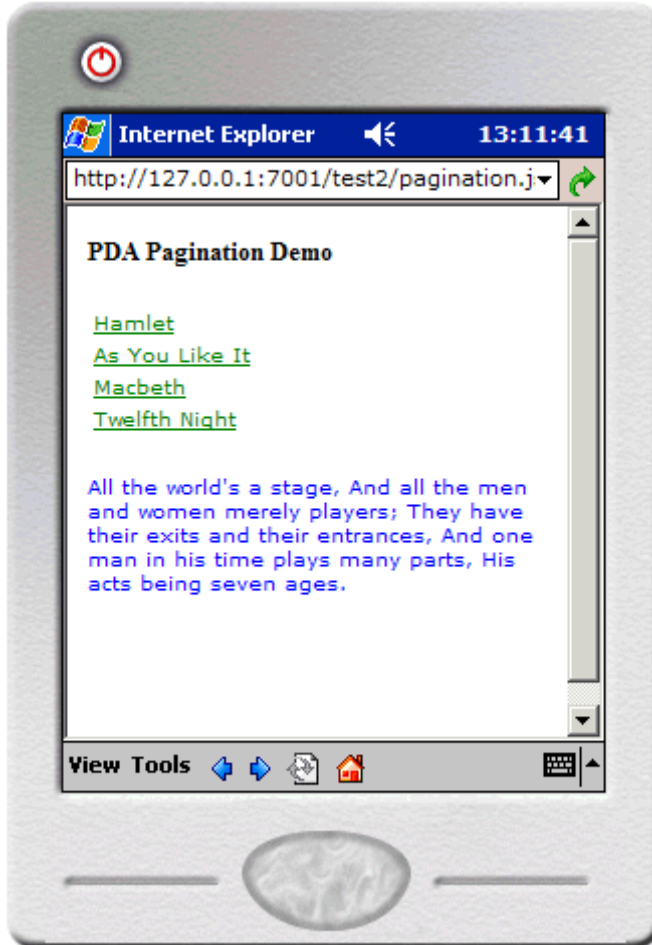 Internet Explorer 13:11:41
http://127.0.0.1:7001/test2/pagination.j
PDA Pagination Demo
Hamlet
As You Like It
Macbeth
Twelfth Night
All the world's a stage, And all the men
and women merely players; They have
their exits and their entrances, And one
man in his time plays many parts, His
acts being seven ages.
View Tools